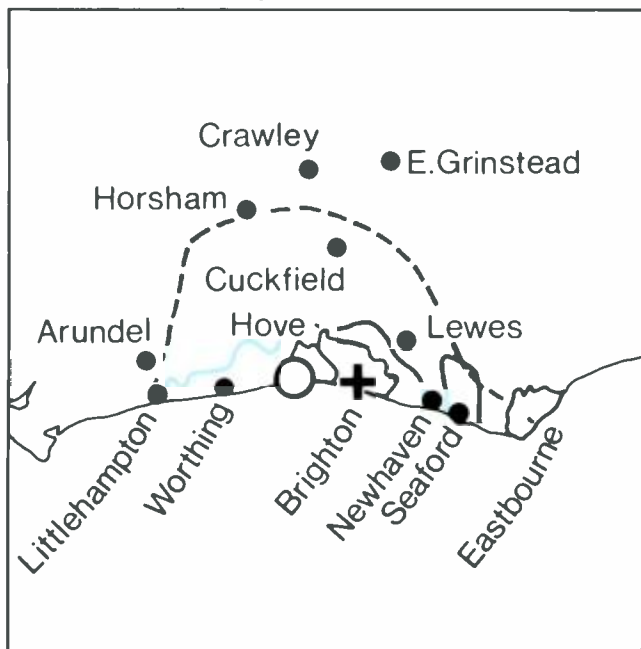 Crawley
E.Grinstead
Horsham
Cuckfield
Arundel
Hove
Lewes
Littlehampton
Worthing
Brighton
Newhaven
Seaford
Eastbourne